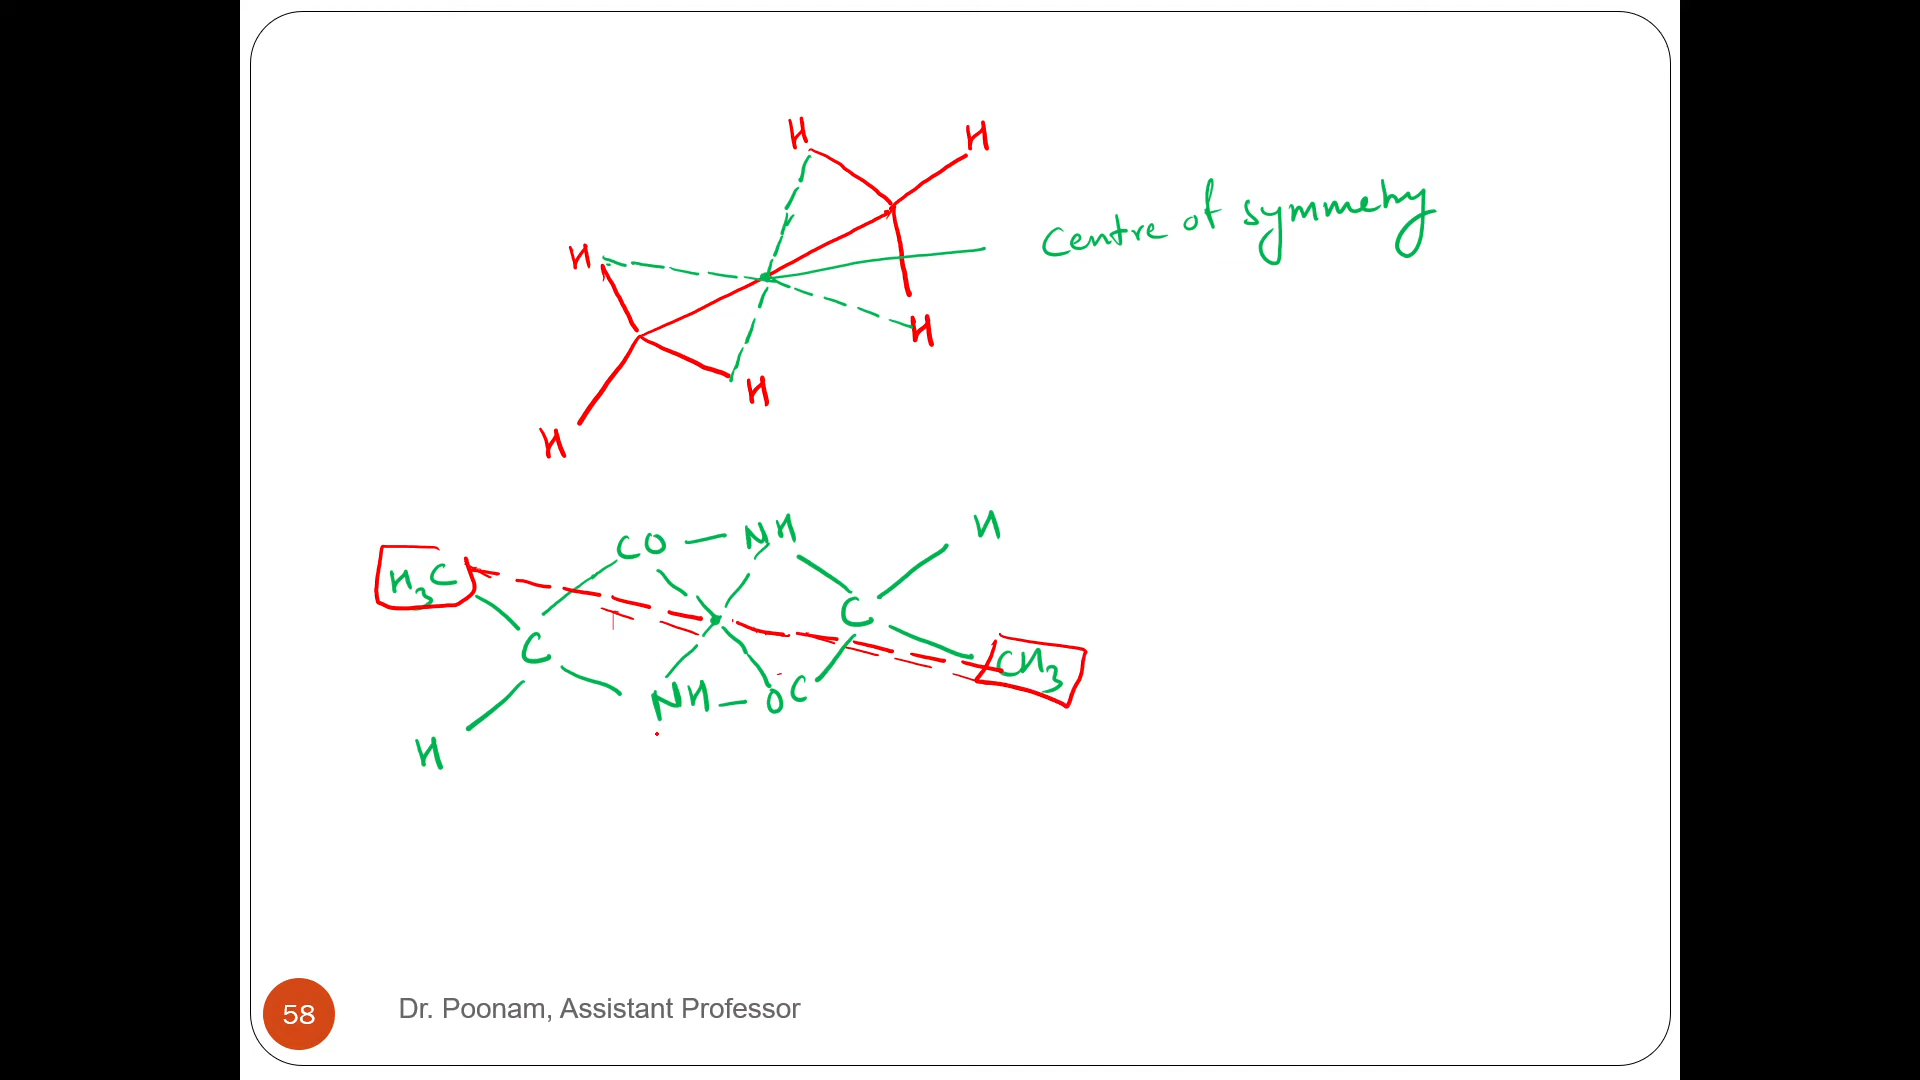 H
H
Centre of symmetry
H
H
H
H
CO — NH
H
H3C
C
C
CH3
NH — OC
H
58
Dr. Poonam, Assistant Professor